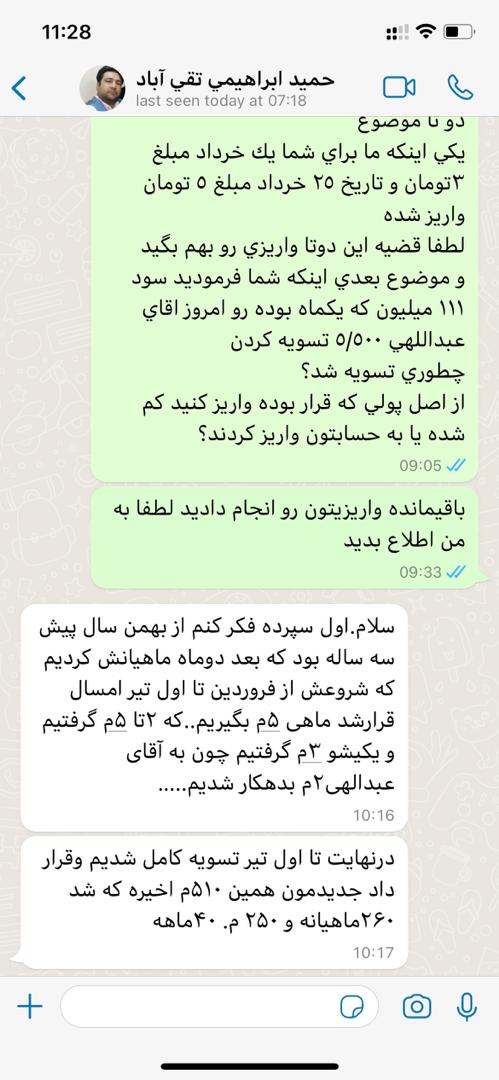 11:28
حميد ابراهيمي تقي آباد
last seen today at 07:18
دو تا موضوع
يكي اينكه ما براي شما يك خرداد مبلغ
٣تومان و تاريخ ٢٥ خرداد مبلغ ٥ تومان
واريز شده
لطفا قضيه اين دوتا واريزي رو بهم بگيد
و موضوع بعدي اينكه شما فرموديد سود
١١١ ميليون كه يكماه بوده رو امروز اقاي
عبداللهي ٥/٥٠٠ تسويه كردن
چطوري تسويه شد؟
از اصل پولي كه قرار بوده واريز كنيد كم
شده يا به حسابتون واريز كردند؟
09:05
باقيمانده واريزيتون رو انجام داديد لطفا به
من اطلاع بديد
09:33
سلام.اول سپرده فکر کنم از بهمن سال پیش
سه ساله بود که بعد دوماه ماهیانش کردیم
که شروعش از فروردین تا اول تیر امسال
قرارشد ماهی ۵م بگیریم..که ۲تا ۵م گرفتیم
و یکیشو ۳م گرفتیم چون به آقای
عبدالهی۲م بدهکار شدیم.....
10:16
درنهایت تا اول تیر تسویه کامل شدیم وقرار
داد جدیدمون همین ۵۱۰م اخیره که شد
۲۶۰ماهیانه و ۲۵۰ م. ۴۰ماهه
10:17